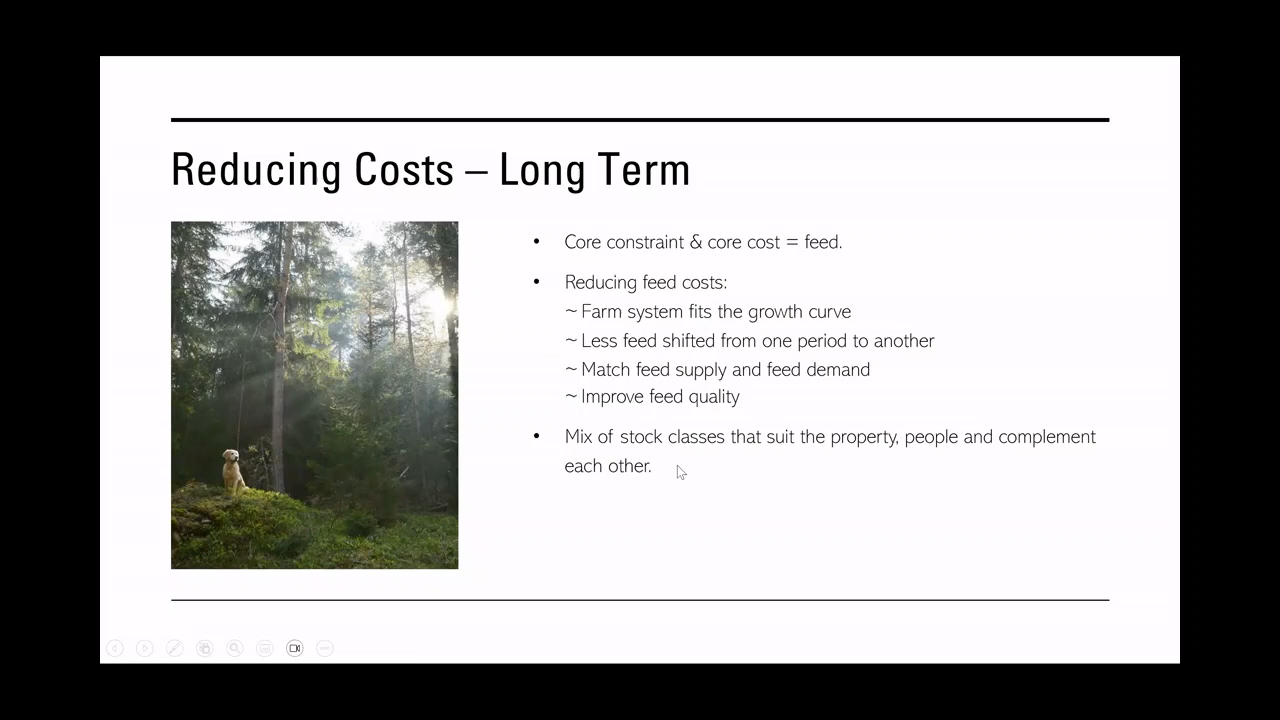 Reducing Costs – Long Term
• Core constraint & core cost = feed.
• Reducing feed costs:
~ Farm system fits the growth curve
~ Less feed shifted from one period to another
~ Match feed supply and feed demand
~ Improve feed quality
• Mix of stock classes that suit the property, people and complement
each other.